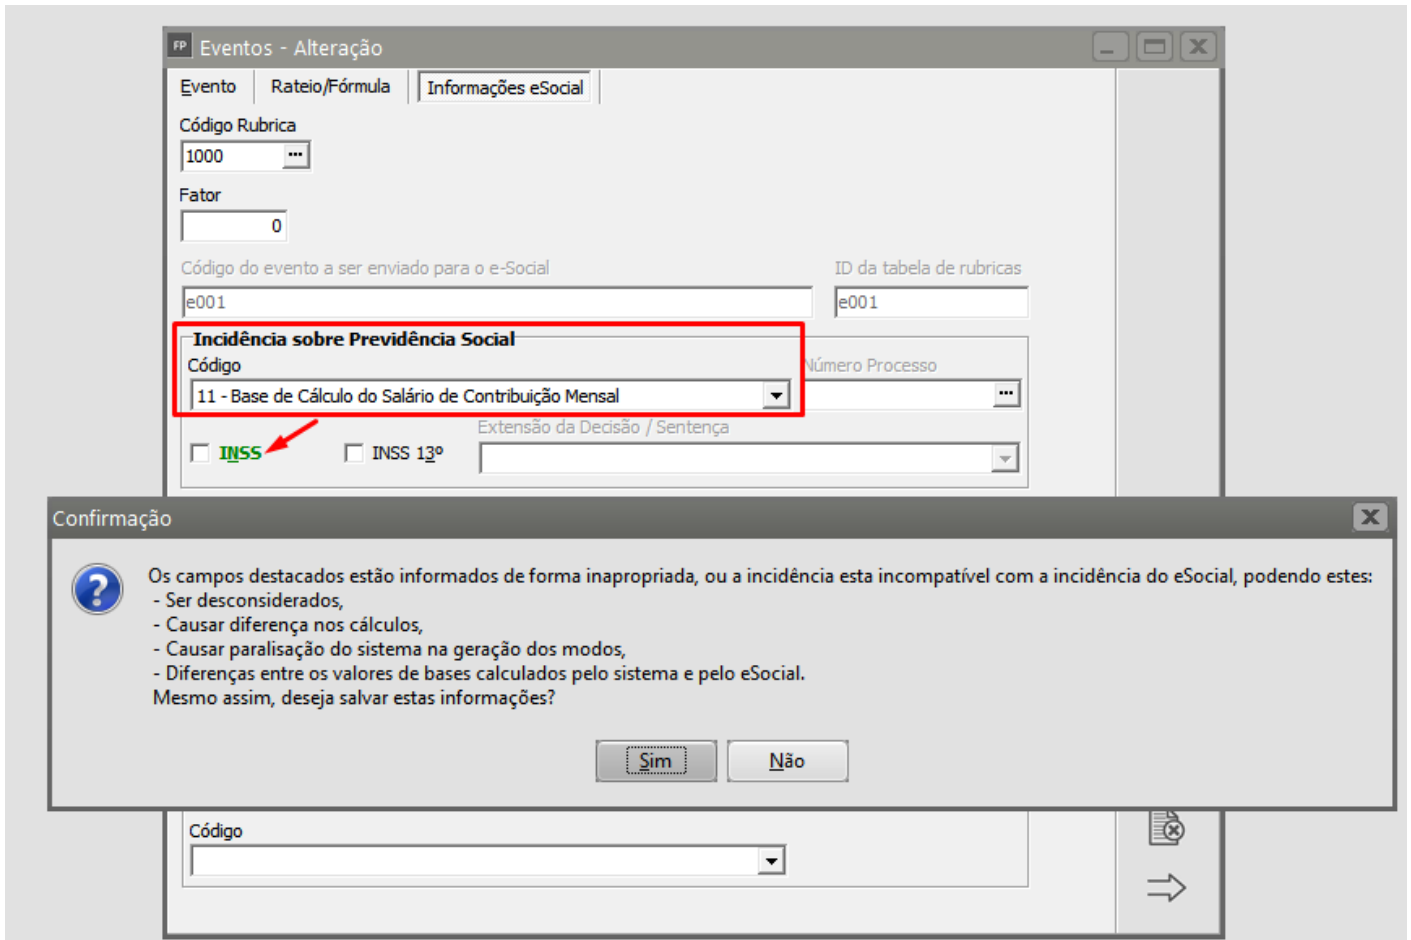 FP Eventos - Alteração
Evento Rateio/Fórmula Informações eSocial
Código Rubrica
1000 ...
Fator
0
Código do evento a ser enviado para o e-Social ID da tabela de rubricas
e001 e001
Incidência sobre Previdência Social
Código Número Processo
11 - Base de Cálculo do Salário de Contribuição Mensal ...
Extensão da Decisão / Sentença
INSS INSS 13º
Confirmação
Os campos destacados estão informados de forma inapropriada, ou a incidência esta incompatível com a incidência do eSocial, podendo estes:
- Ser desconsiderados,
- Causar diferença nos cálculos,
- Causar paralisação do sistema na geração dos modos,
- Diferenças entre os valores de bases calculados pelo sistema e pelo eSocial.
Mesmo assim, deseja salvar estas informações?
Sim Não
Código